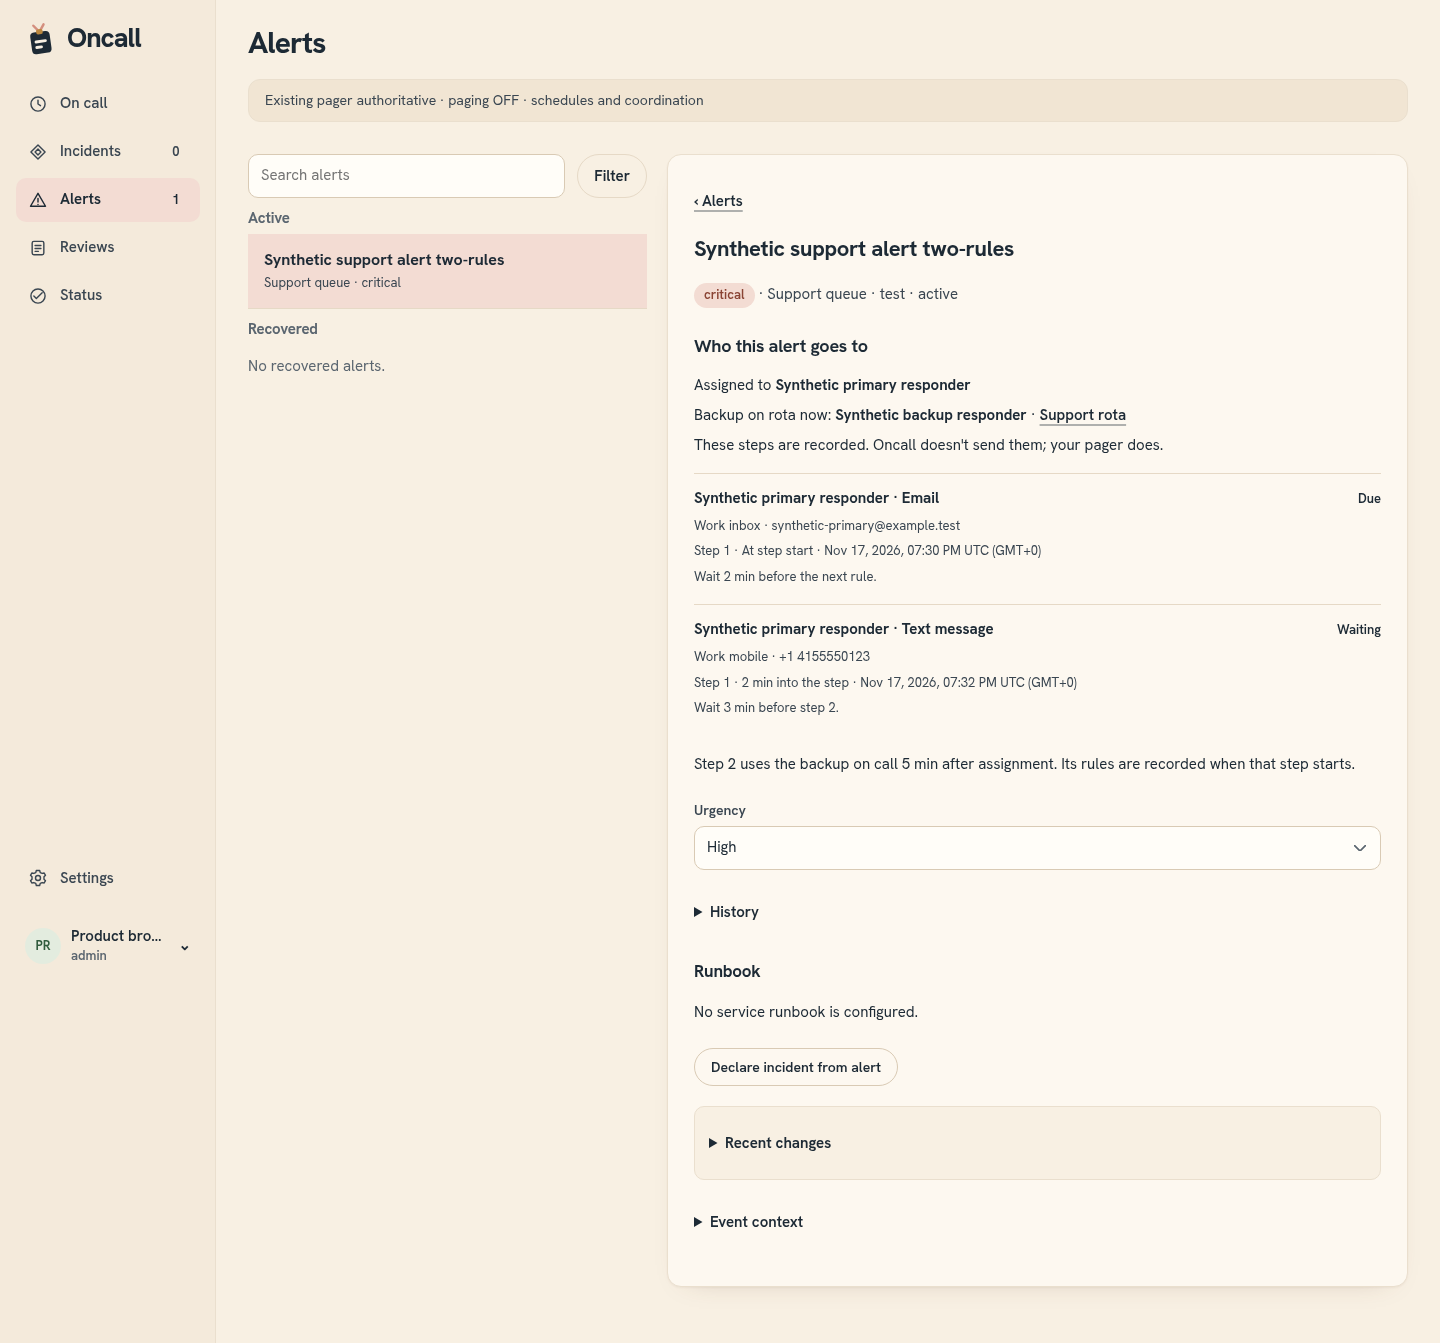 Oncall
On call
Incidents 0
Alerts 1
Reviews
Status
Settings
PR
Product bro...
admin
Alerts
Existing pager authoritative · paging OFF · schedules and coordination
Search alerts
Filter
Active
Synthetic support alert two-rules
Support queue · critical
Recovered
No recovered alerts.
‹ Alerts
Synthetic support alert two-rules
critical · Support queue · test · active
Who this alert goes to
Assigned to Synthetic primary responder
Backup on rota now: Synthetic backup responder · Support rota
These steps are recorded. Oncall doesn't send them; your pager does.
Synthetic primary responder · Email Due
Work inbox · synthetic-primary@example.test
Step 1 · At step start · Nov 17, 2026, 07:30 PM UTC (GMT+0)
Wait 2 min before the next rule.
Synthetic primary responder · Text message Waiting
Work mobile · +1 4155550123
Step 1 · 2 min into the step · Nov 17, 2026, 07:32 PM UTC (GMT+0)
Wait 3 min before step 2.
Step 2 uses the backup on call 5 min after assignment. Its rules are recorded when that step starts.
Urgency
High
History
Runbook
No service runbook is configured.
Declare incident from alert
Recent changes
Event context